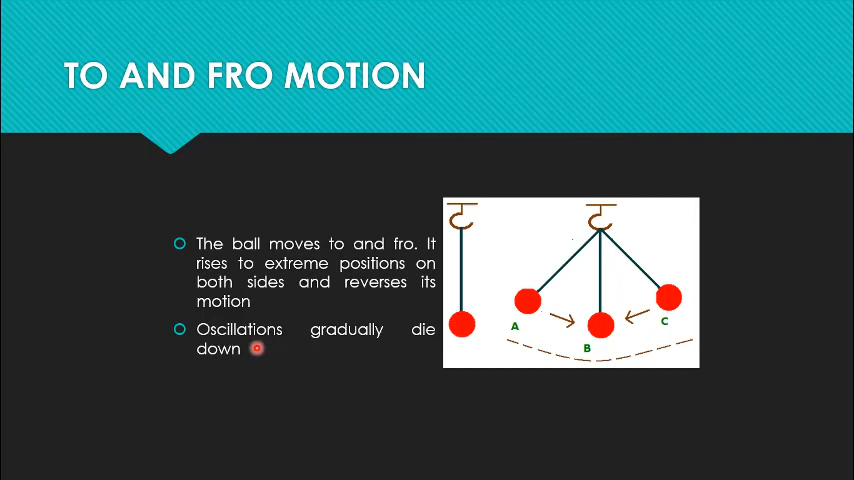 TO AND FRO MOTION
The ball moves to and fro. It
rises to extreme positions on
both sides and reverses its
motion
Oscillations gradually die
down
A
B
C